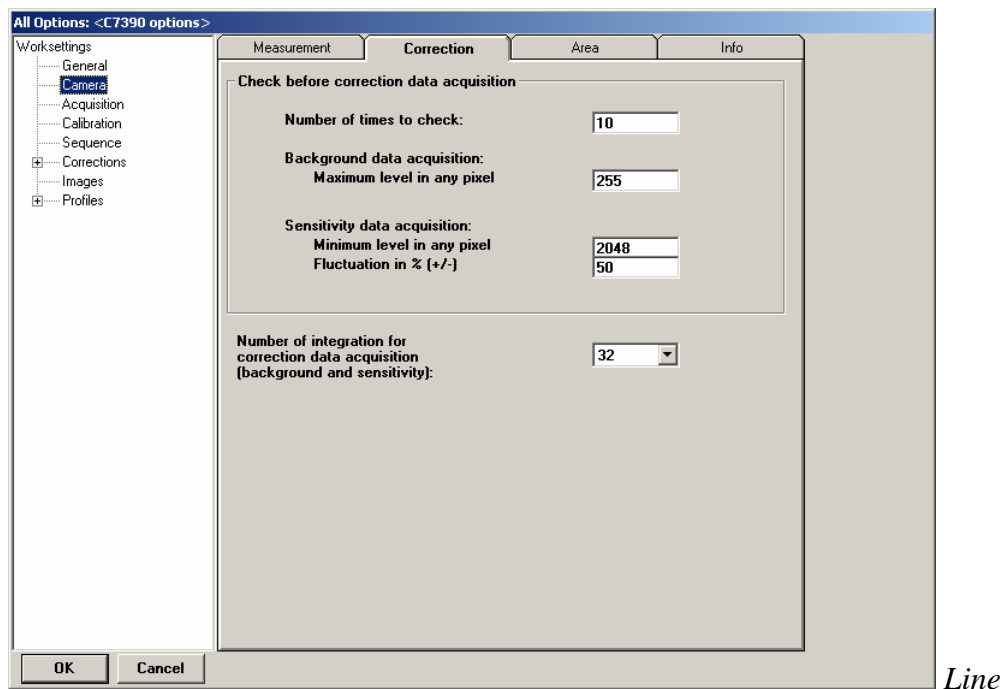 All Options: <C7390 options>
Worksettings
General
Camera
Acquisition
Calibration
Sequence
Corrections
Images
Profiles
Measurement
Correction
Area
Info
Check before correction data acquisition
Number of times to check:
10
Background data acquisition:
Maximum level in any pixel
255
Sensitivity data acquisition:
Minimum level in any pixel
2048
Fluctuation in % (+/-)
50
Number of integration for
correction data acquisition
(background and sensitivity):
32
OK
Cancel
Line